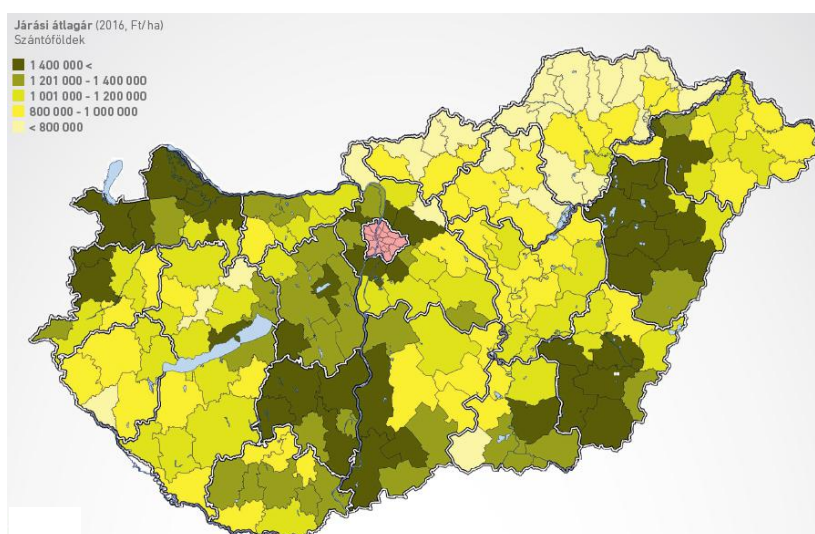 Járási átlagár (2016, Ft/ha)
Szántóföldek
1 400 000 <
1 201 000 - 1 400 000
1 001 000 - 1 200 000
800 000 - 1 000 000
< 800 000